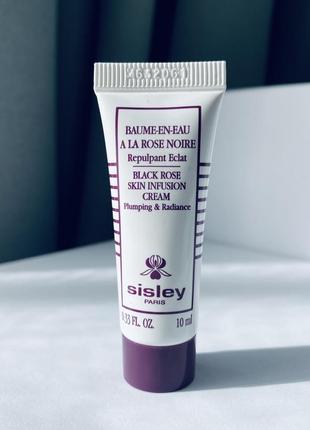 BAUME-EN-EAU
A LA ROSE NOIRE
Repulpant Eclat
BLACK ROSE
SKIN INFUSION
CREAM
Plumping & Radiance
sisley
PARIS
0.33 FL. OZ. 10 ml